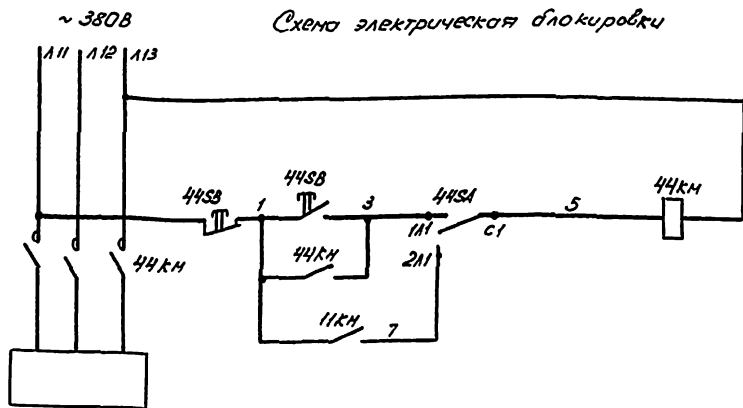 ~ 380В
Схема электрическая блокировки
Л11 Л12 Л13
44SB
1
44SB
3
44SA
1Л1
С1
5
44КМ
44КМ
44КМ
2Л1
11КМ
7